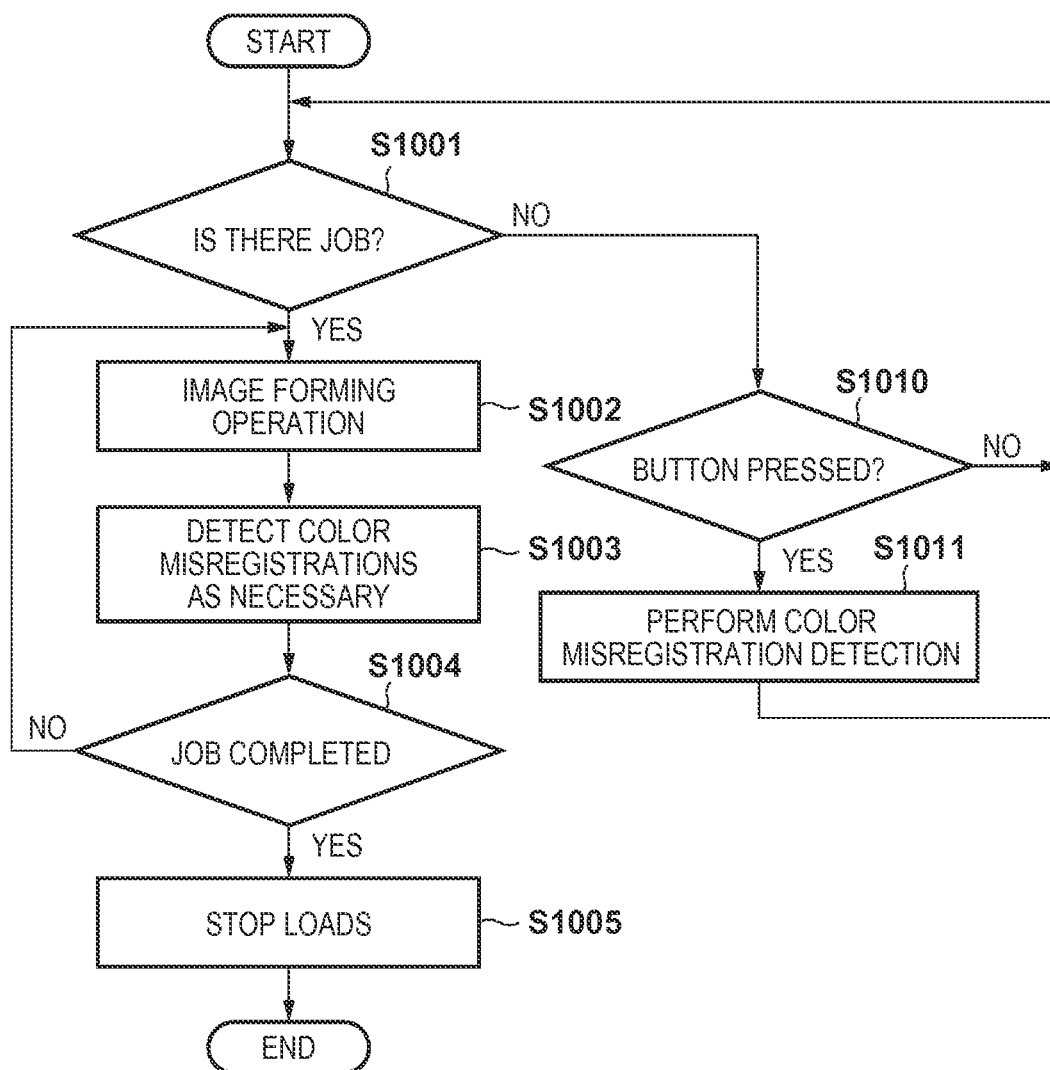 START
S1001
IS THERE JOB?
NO
YES
IMAGE FORMING
OPERATION
S1002
S1010
BUTTON PRESSED?
NO
DETECT COLOR
MISREGISTRATIONS
AS NECESSARY
S1003
YES
S1011
PERFORM COLOR
MISREGISTRATION DETECTION
S1004
NO
JOB COMPLETED
YES
STOP LOADS
S1005
END